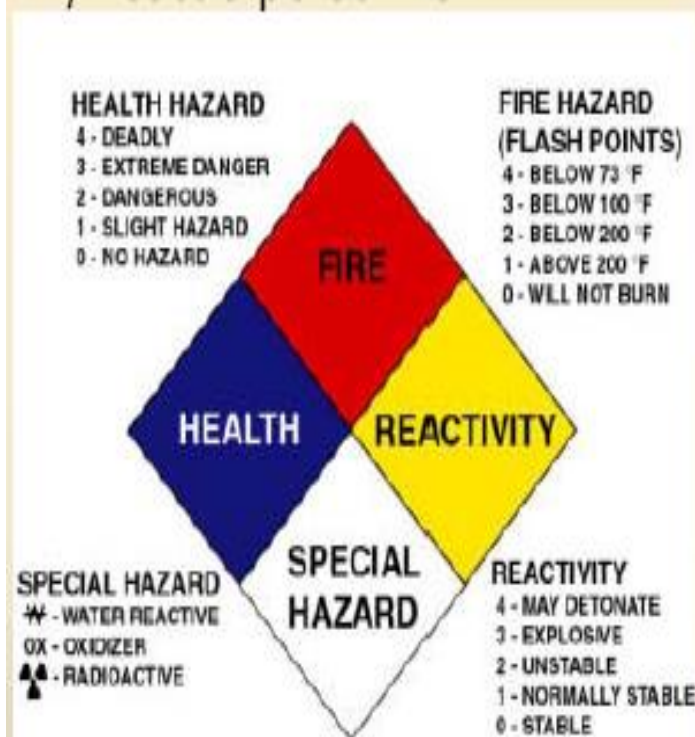 HEALTH HAZARD
4 - DEADLY
3 - EXTREME DANGER
2 - DANGEROUS
1 - SLIGHT HAZARD
0 - NO HAZARD
FIRE HAZARD
(FLASH POINTS)
4 - BELOW 73 °F
3 - BELOW 100 °F
2 - BELOW 200 °F
1 - ABOVE 200 °F
0 - WILL NOT BURN
FIRE
HEALTH
REACTIVITY
SPECIAL
HAZARD
SPECIAL HAZARD
W - WATER REACTIVE
OX - OXIDIZER
- RADIOACTIVE
REACTIVITY
4 - MAY DETONATE
3 - EXPLOSIVE
2 - UNSTABLE
1 - NORMALLY STABLE
0 - STABLE